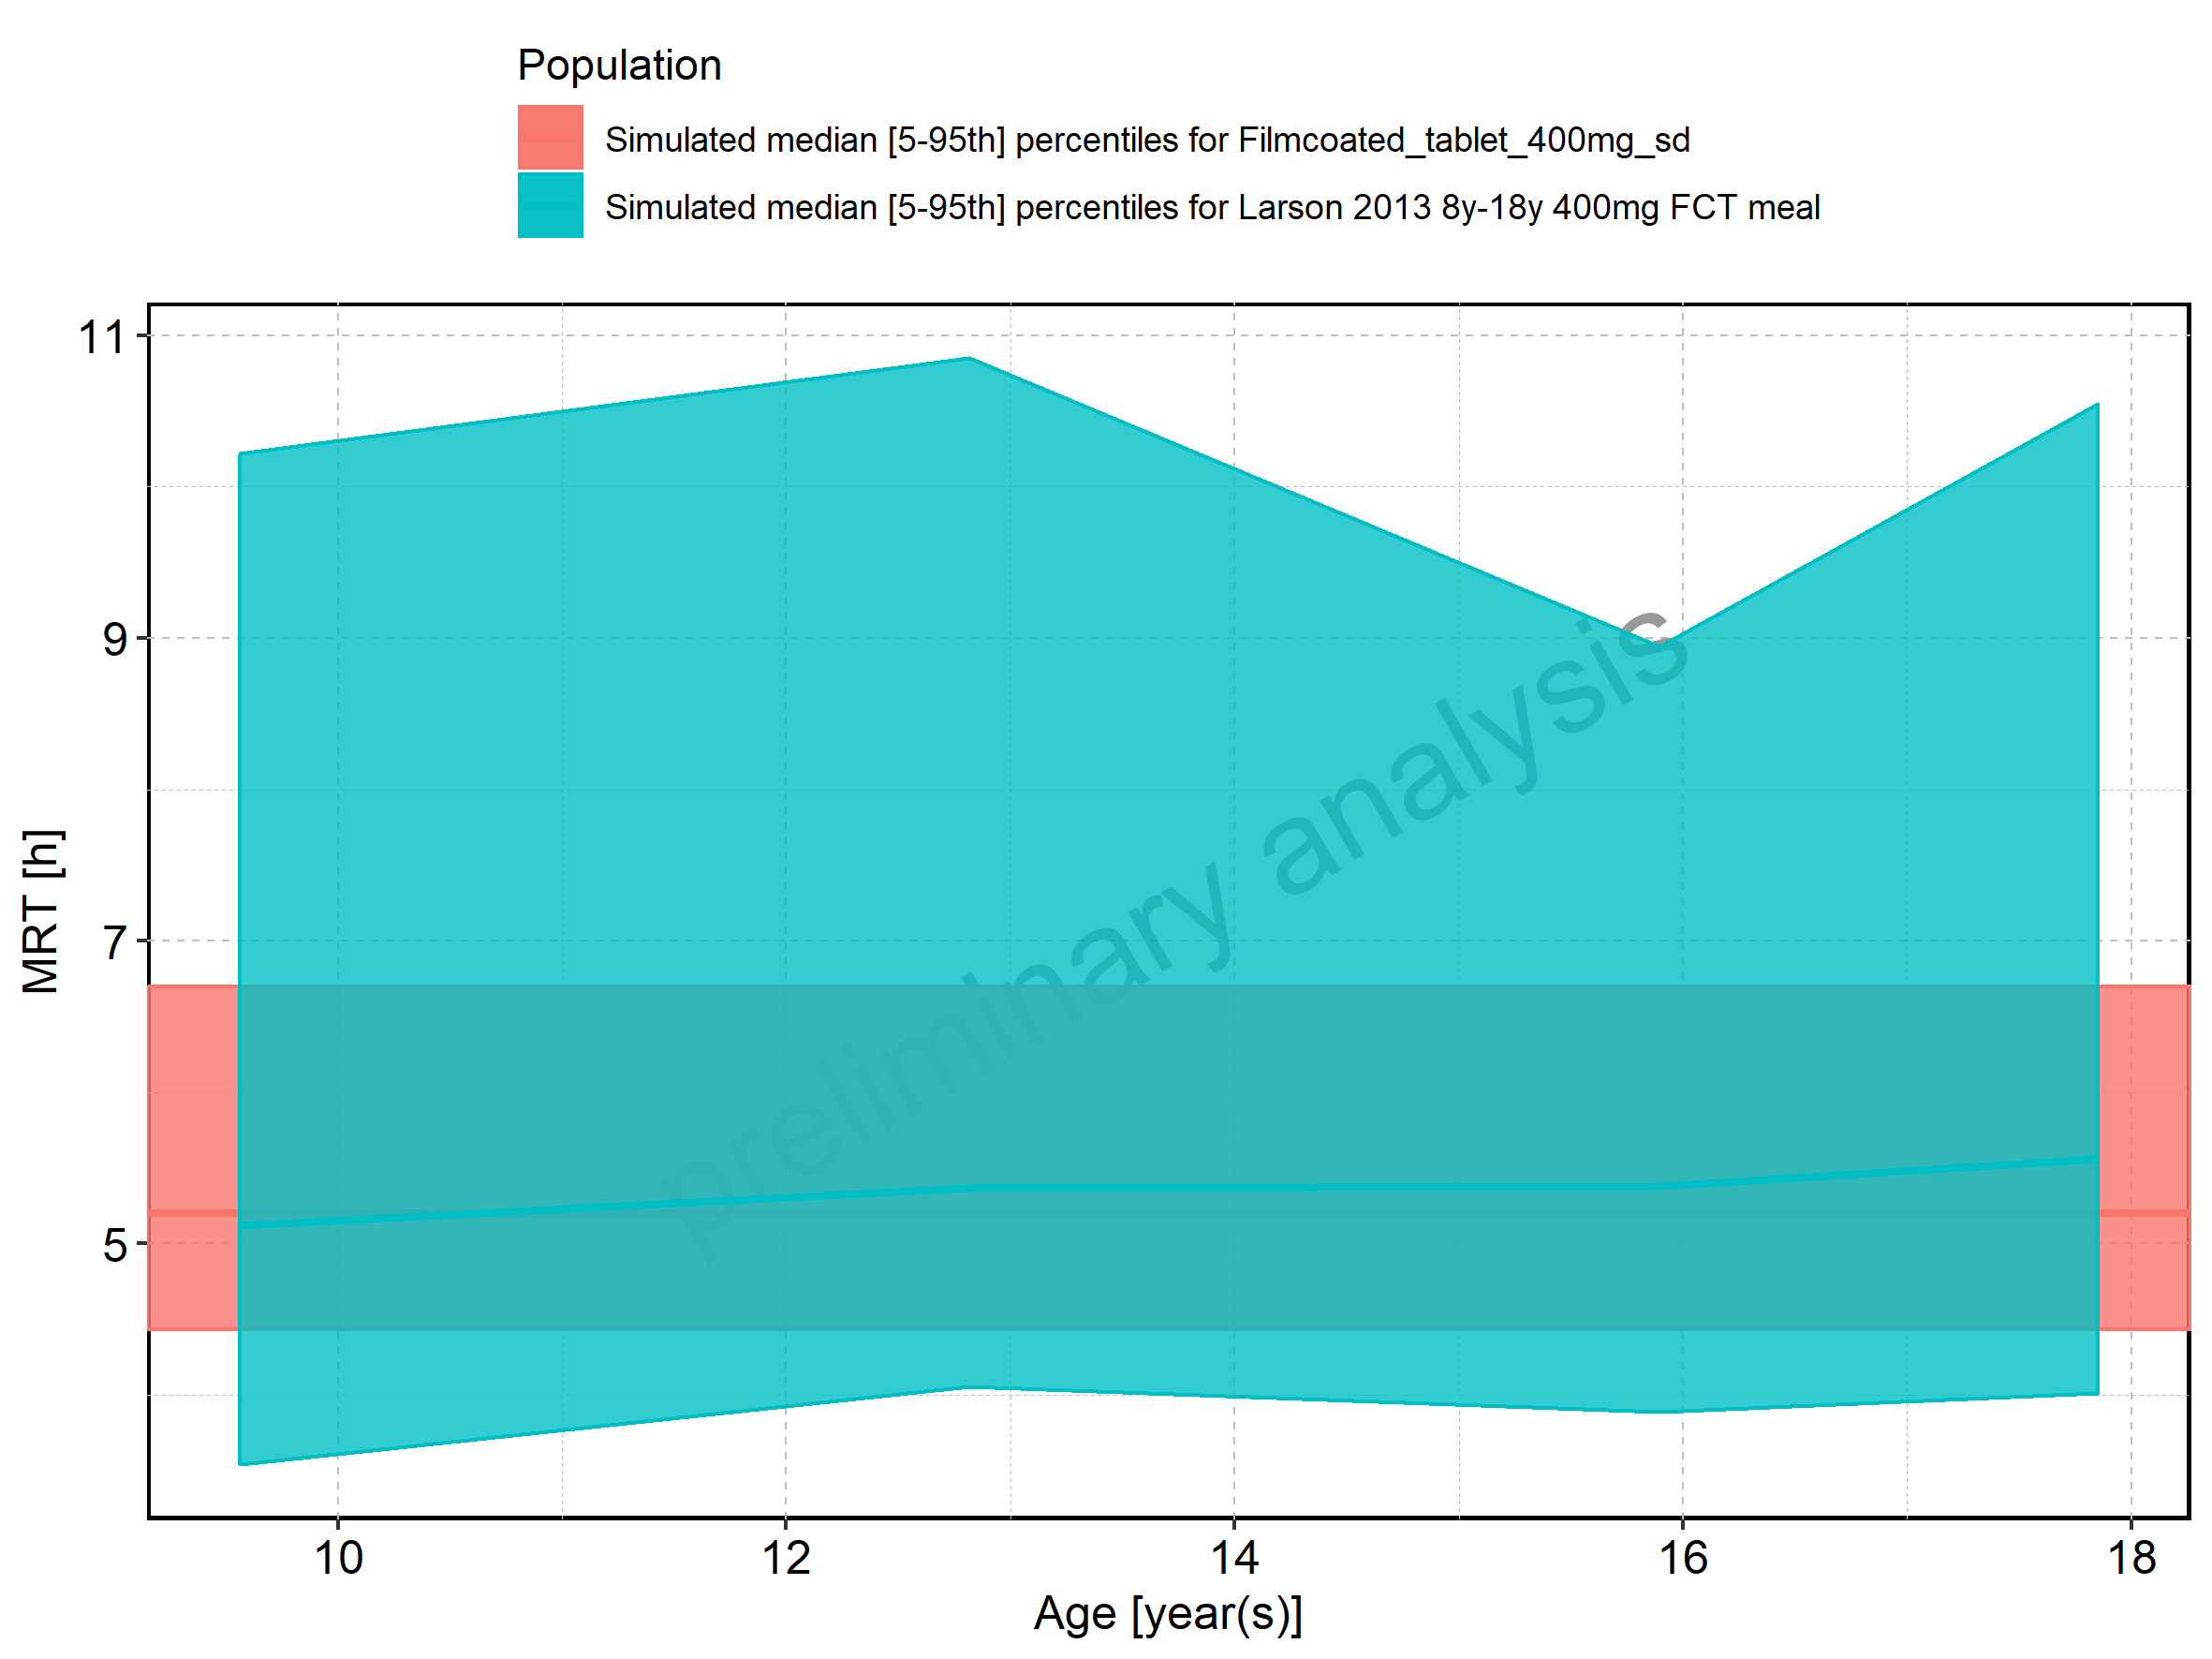 Population
Simulated median [5-95th] percentiles for Filmcoated_tablet_400mg_sd
Simulated median [5-95th] percentiles for Larson 2013 8y-18y 400mg FCT meal
11
9
7
5
MRT [h]
preliminary analysis
10 12 14 16 18
Age [year(s)]